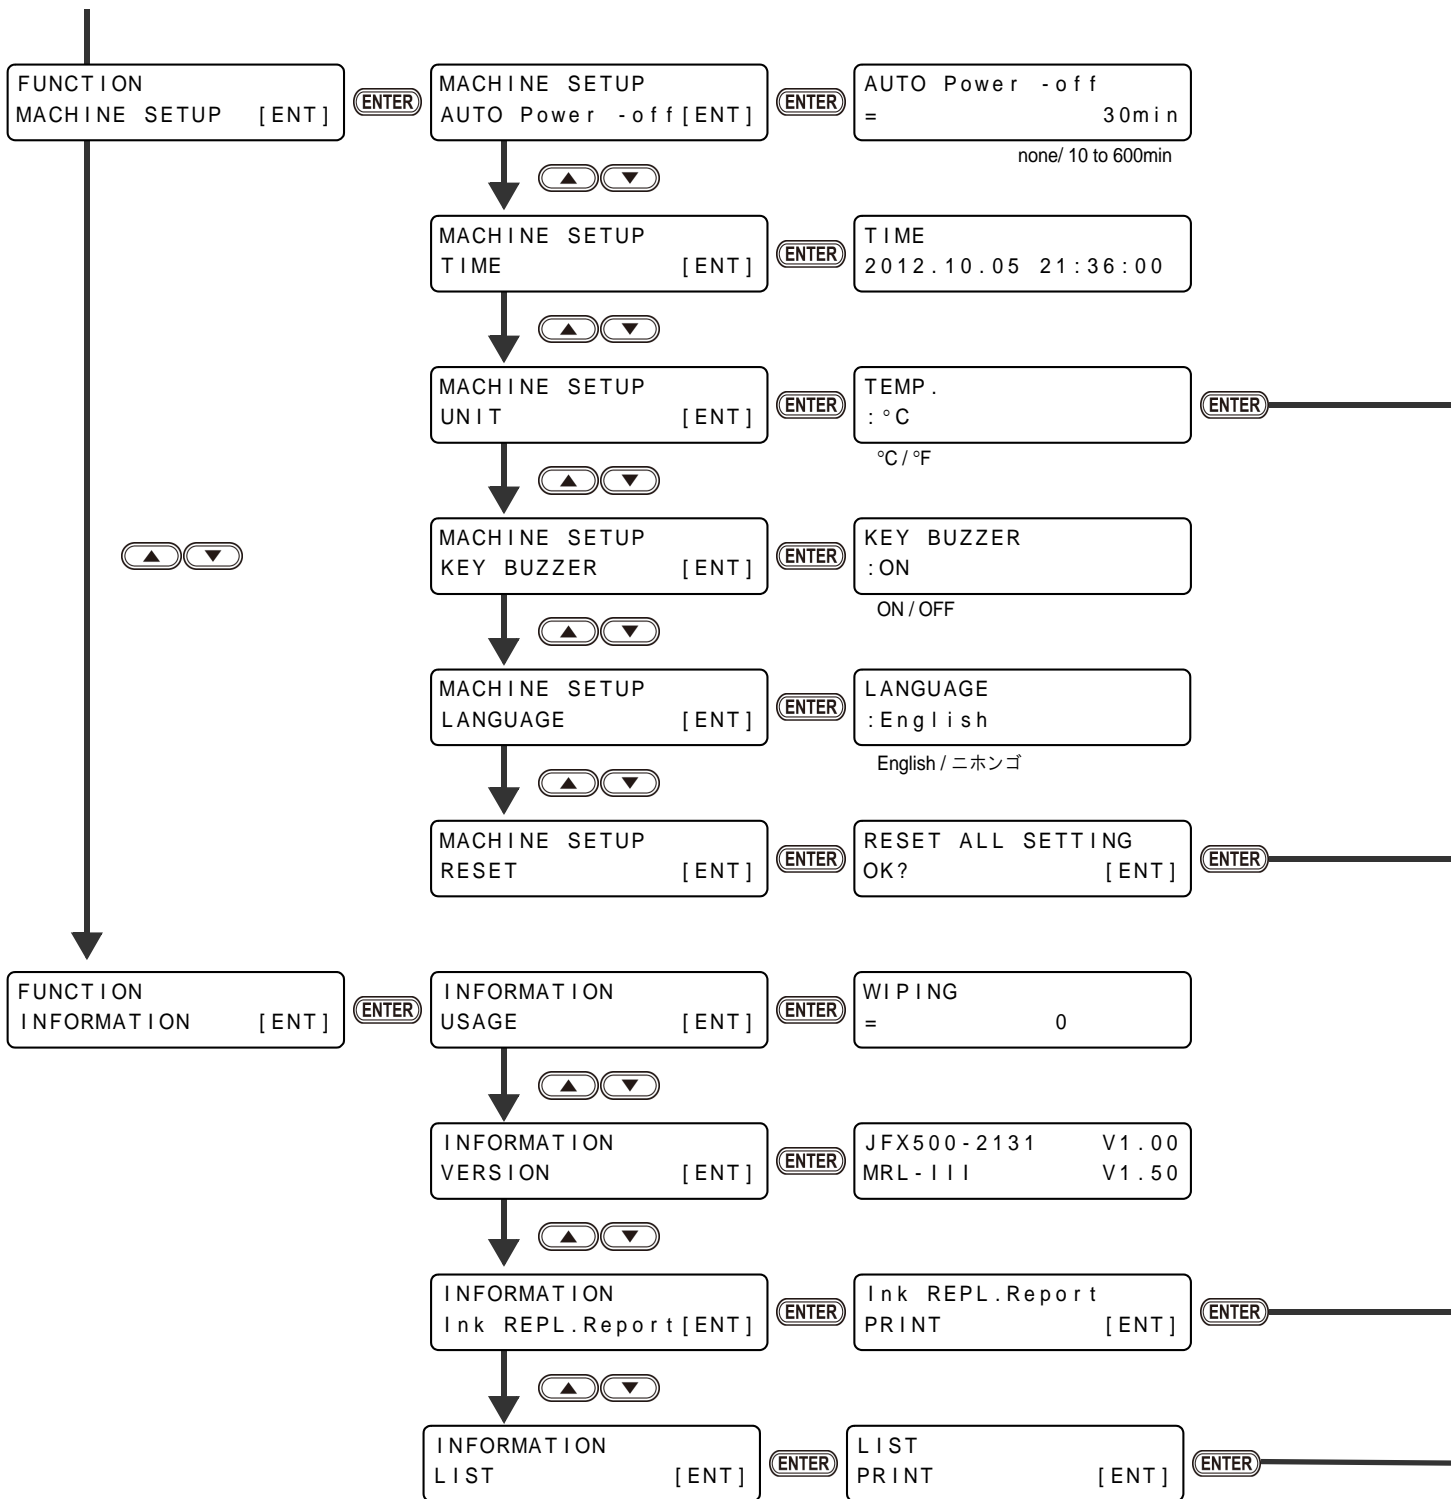 FUNCTION
MACHINE SETUP [ENT]
ENTER
MACHINE SETUP
AUTO Power -off[ENT]
ENTER
AUTO Power -off
= 30min
none/ 10 to 600min
MACHINE SETUP
TIME [ENT]
ENTER
TIME
2012.10.05 21:36:00
MACHINE SETUP
UNIT [ENT]
ENTER
TEMP.
:°C
ENTER
°C / °F
MACHINE SETUP
KEY BUZZER [ENT]
ENTER
KEY BUZZER
:ON
ON / OFF
MACHINE SETUP
LANGUAGE [ENT]
ENTER
LANGUAGE
:English
English / ニホンゴ
MACHINE SETUP
RESET [ENT]
ENTER
RESET ALL SETTING
OK? [ENT]
ENTER
FUNCTION
INFORMATION [ENT]
ENTER
INFORMATION
USAGE [ENT]
ENTER
WIPING
= 0
INFORMATION
VERSION [ENT]
ENTER
JFX500-2131 V1.00
MRL-III V1.50
INFORMATION
Ink REPL.Report[ENT]
ENTER
Ink REPL.Report
PRINT [ENT]
ENTER
INFORMATION
LIST [ENT]
ENTER
LIST
PRINT [ENT]
ENTER